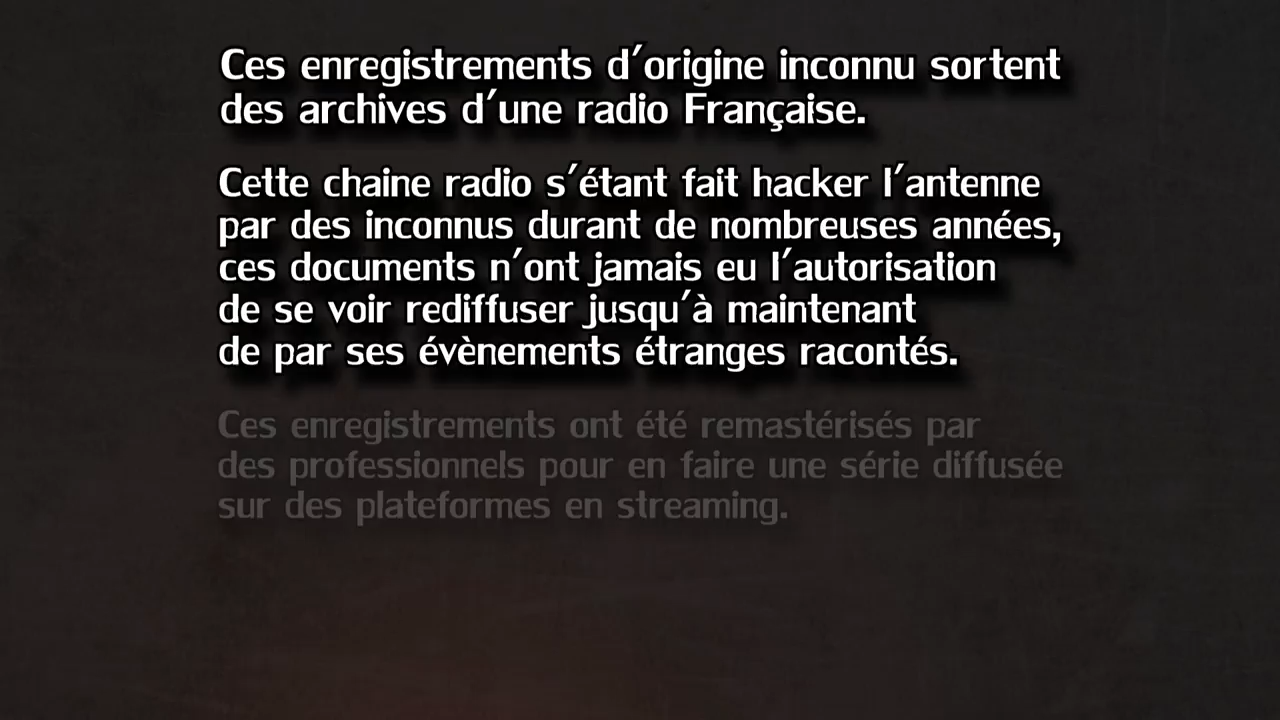 Ces enregistrements d'origine inconnu sortent
des archives d'une radio Française.
Cette chaine radio s'étant fait hacker l'antenne
par des inconnus durant de nombreuses années,
ces documents n'ont jamais eu l'autorisation
de se voir rediffuser jusqu'à maintenant
de par ses évènements étranges racontés.
Ces enregistrements ont été remastérisés par
des professionnels pour en faire une série diffusée
sur des plateformes en streaming.